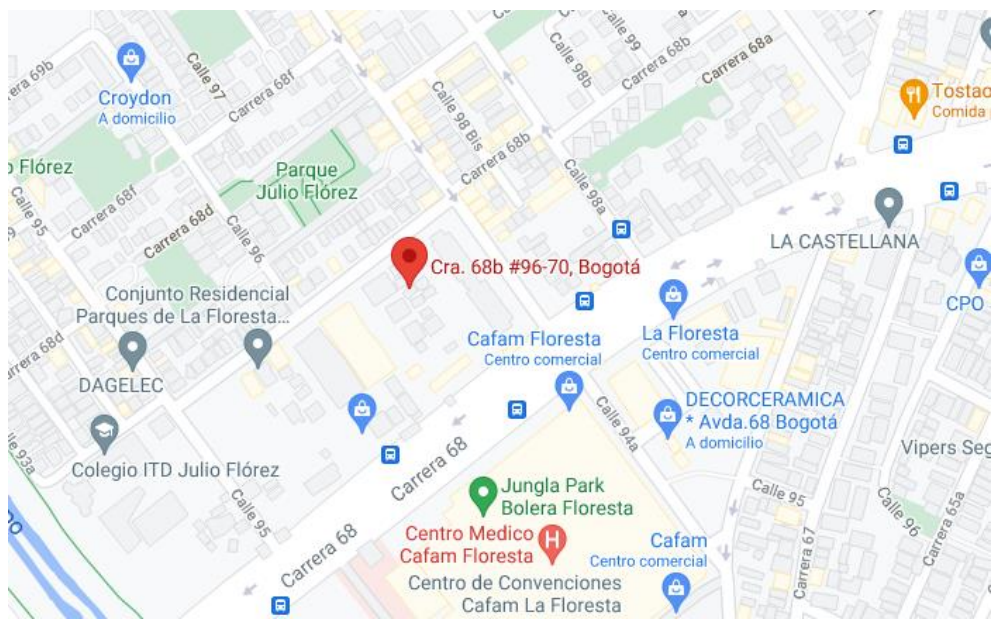 Carrera 69b
Croydon
A domicilio
Calle 97
Carrera 68f
Calle 99
Carrera 68b
Carrera 68a
Calle 98b
Tostao
Comida
Calle 98 Bis
Carrera 68b
Parque
Julio Flórez
Flórez
Carrera 68f
Carrera 68d
Calle 95
Calle 96
Calle 98a
LA CASTELLANA
Cra. 68b #96-70, Bogotá
CPO
Conjunto Residencial
Parques de La Floresta...
Cafam Floresta
Centro comercial
La Floresta
Centro comercial
Carrera 68d
DAGELEC
DECORCERAMICA
* Avda.68 Bogotá
A domicilio
Calle 94a
Vipers Seg
Colegio ITD Julio Flórez
Calle 93a
Carrera 68
Jungla Park
Bolera Floresta
Calle 95
Calle 95
Calle 96
Carrera 65a
Carrera 67
Centro Medico
Cafam Floresta
Cafam
Centro comercial
Carrera 68
Centro de Convenciones
Cafam La Floresta